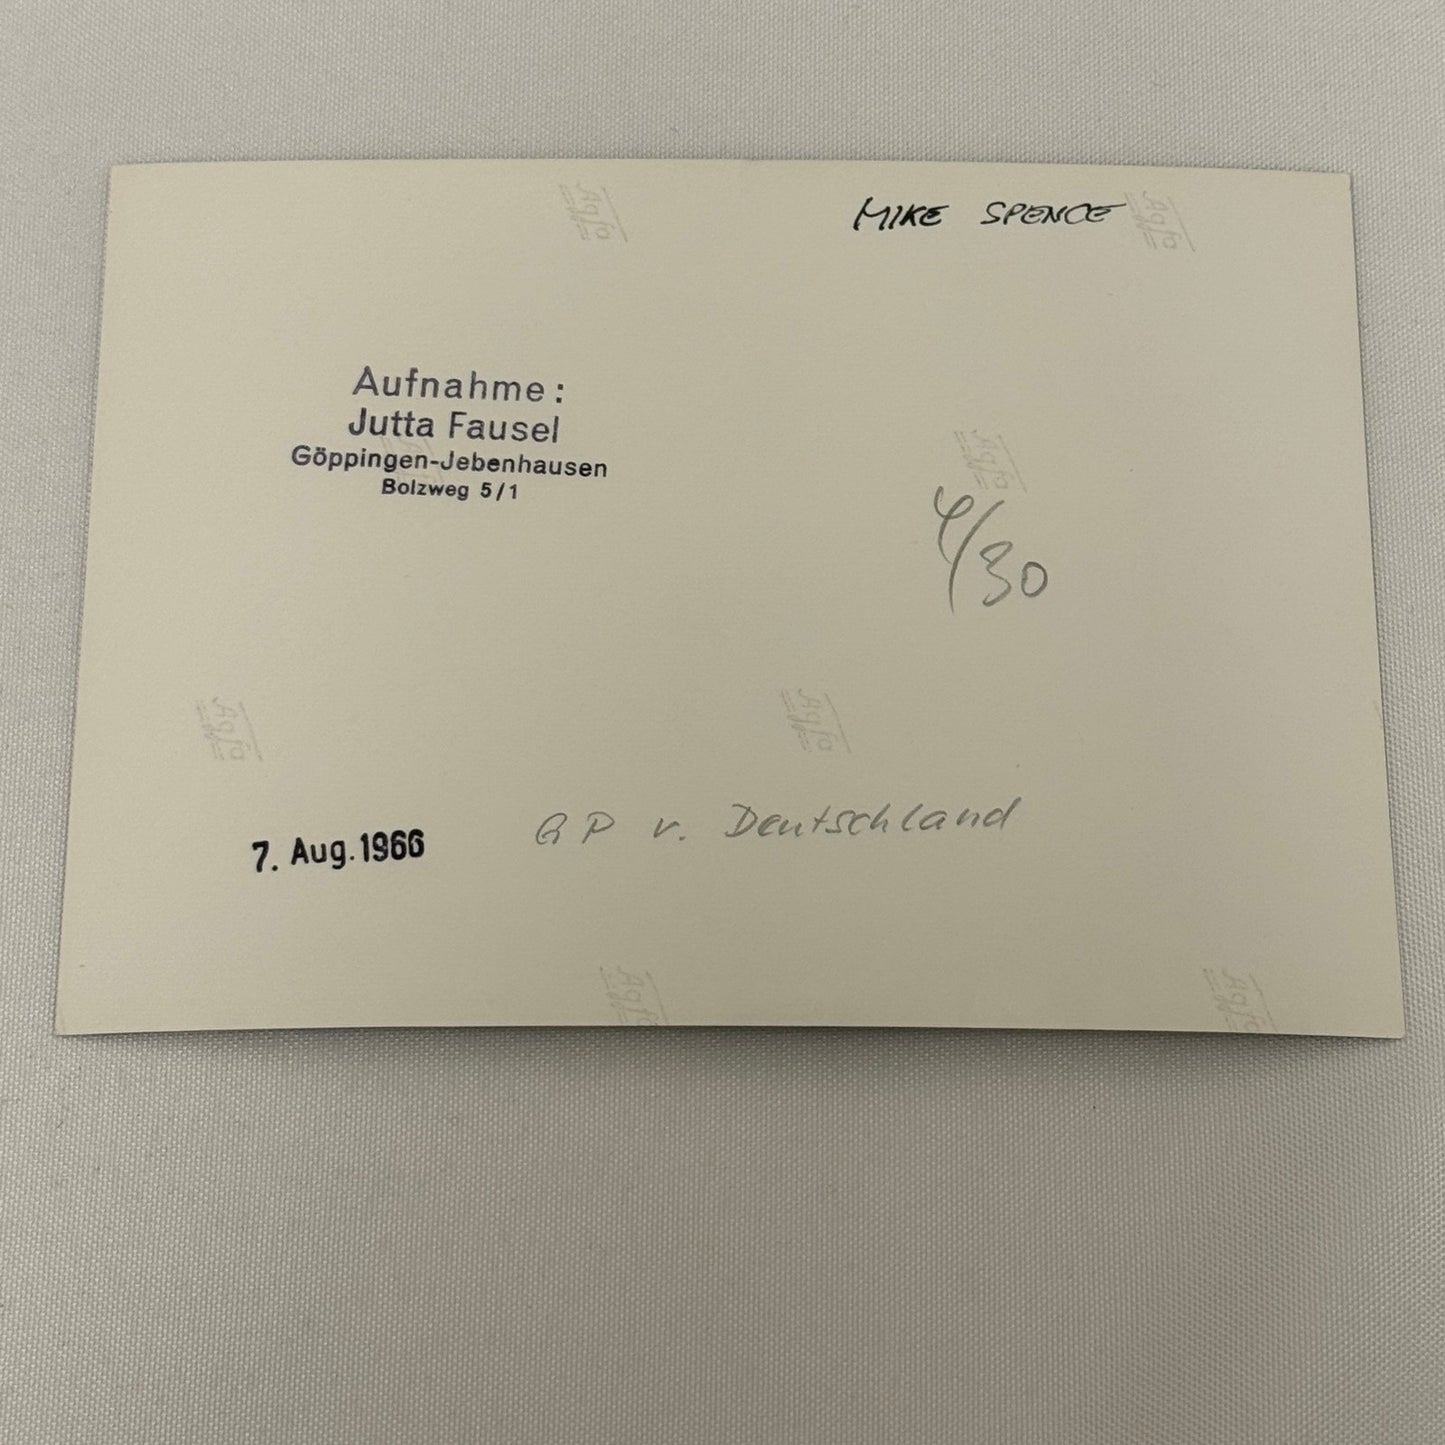 MIKE SPENCE
Aufnahme:
Jutta Fausel
Göppingen-Jebenhausen
Bolzweg 5/1
4/30
7. Aug. 1966
GP v. Deutschland